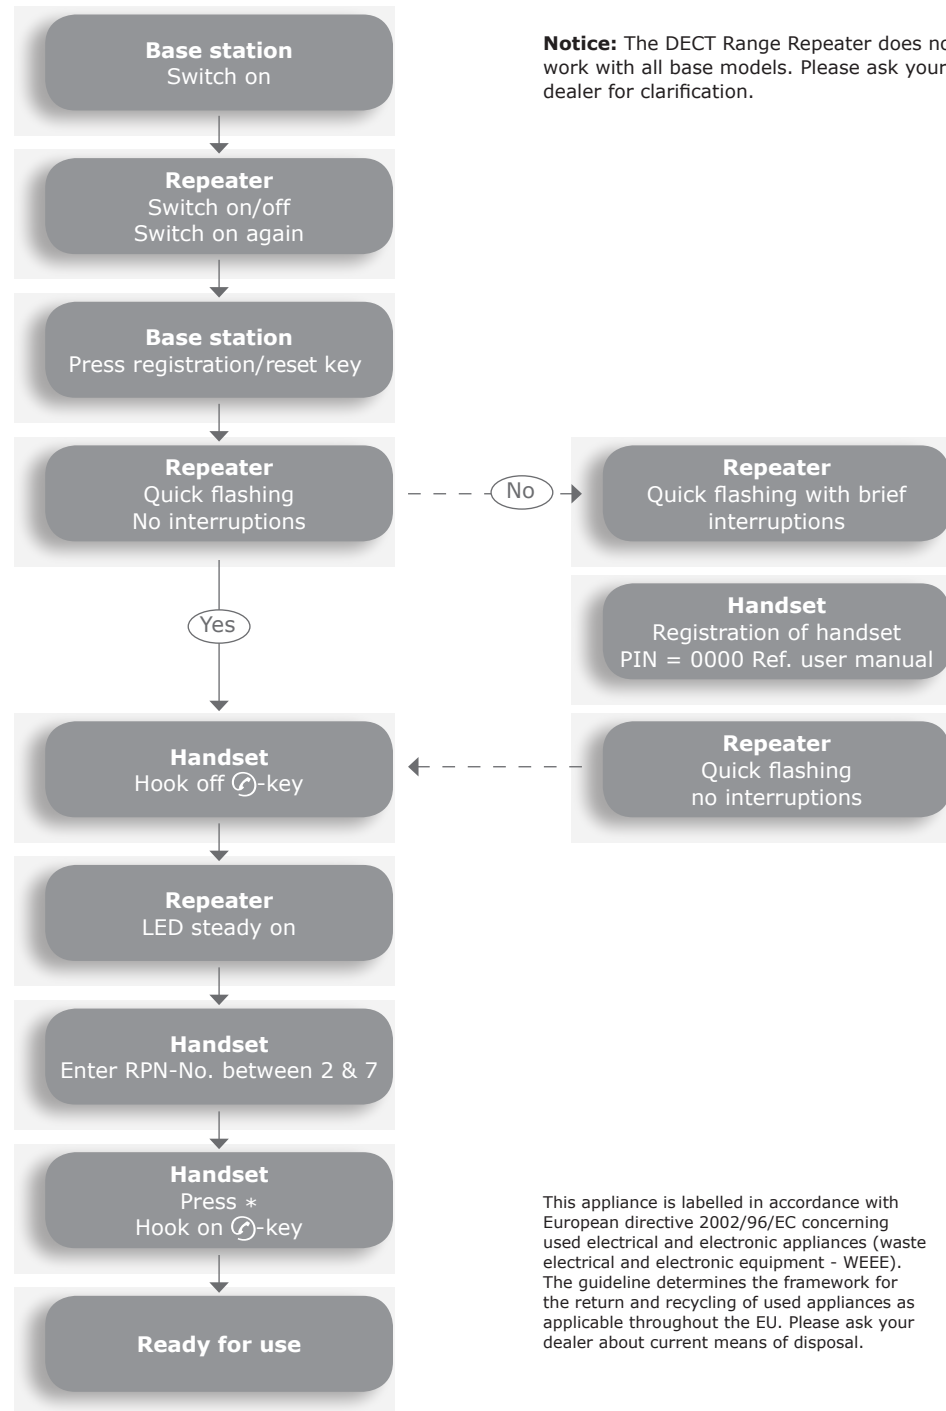 Base station
Switch on
Notice: The DECT Range Repeater does no
work with all base models. Please ask your
dealer for clarification.
Repeater
Switch on/off
Switch on again
Base station
Press registration/reset key
Repeater
Quick flashing
No interruptions
No
Repeater
Quick flashing with brief
interruptions
Yes
Handset
Registration of handset
PIN = 0000 Ref. user manual
Repeater
Quick flashing
no interruptions
Handset
Hook off -key
Repeater
LED steady on
Handset
Enter RPN-No. between 2 & 7
Handset
Press *
Hook on -key
Ready for use
This appliance is labelled in accordance with
European directive 2002/96/EC concerning
used electrical and electronic appliances (waste
electrical and electronic equipment - WEEE).
The guideline determines the framework for
the return and recycling of used appliances as
applicable throughout the EU. Please ask your
dealer about current means of disposal.